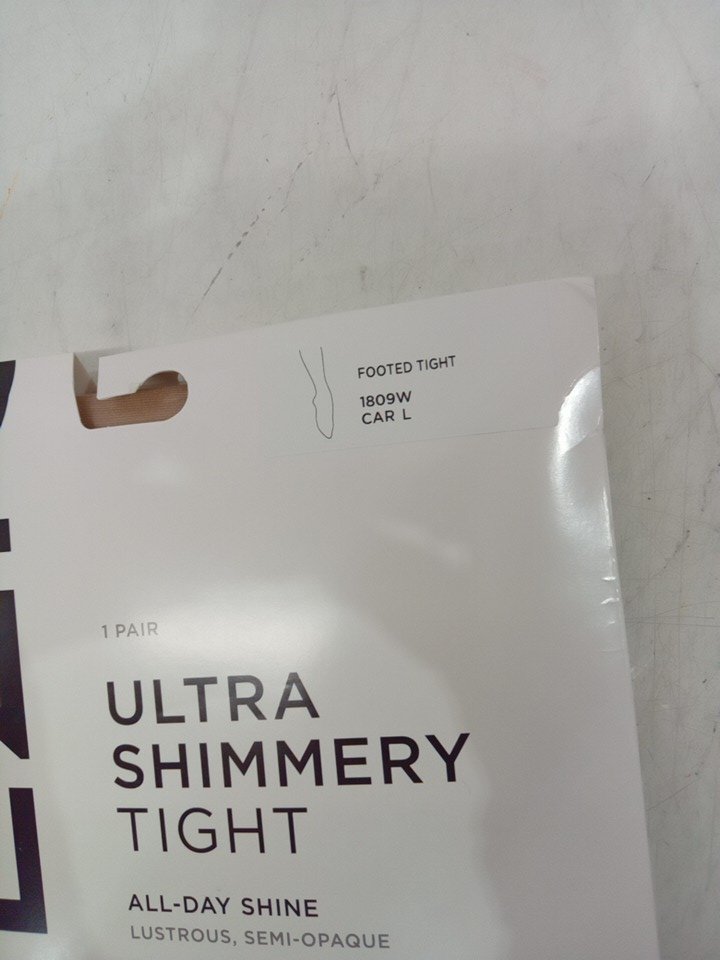 FOOTED TIGHT
1809W
CAR L
1 PAIR
ULTRA
SHIMMERY
TIGHT
ALL-DAY SHINE
LUSTROUS, SEMI-OPAQUE